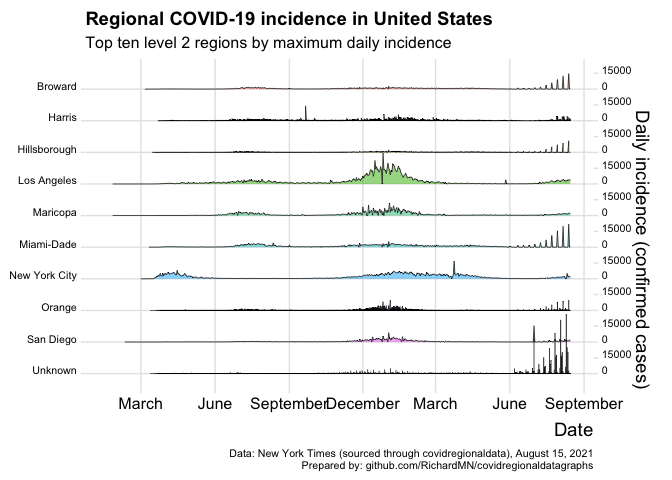 Regional COVID-19 incidence in United States
Top ten level 2 regions by maximum daily incidence
Broward
Harris
Hillsborough
Los Angeles
Maricopa
Miami-Dade
New York City
Orange
San Diego
Unknown
15000
0
15000
0
15000
0
15000
0
15000
0
15000
0
15000
0
15000
0
15000
0
15000
0
Daily incidence (confirmed cases)
March June September December March June September
Date
Data: New York Times (sourced through covidregionaldata), August 15, 2021
Prepared by: github.com/RichardMN/covidregionaldatagraphs